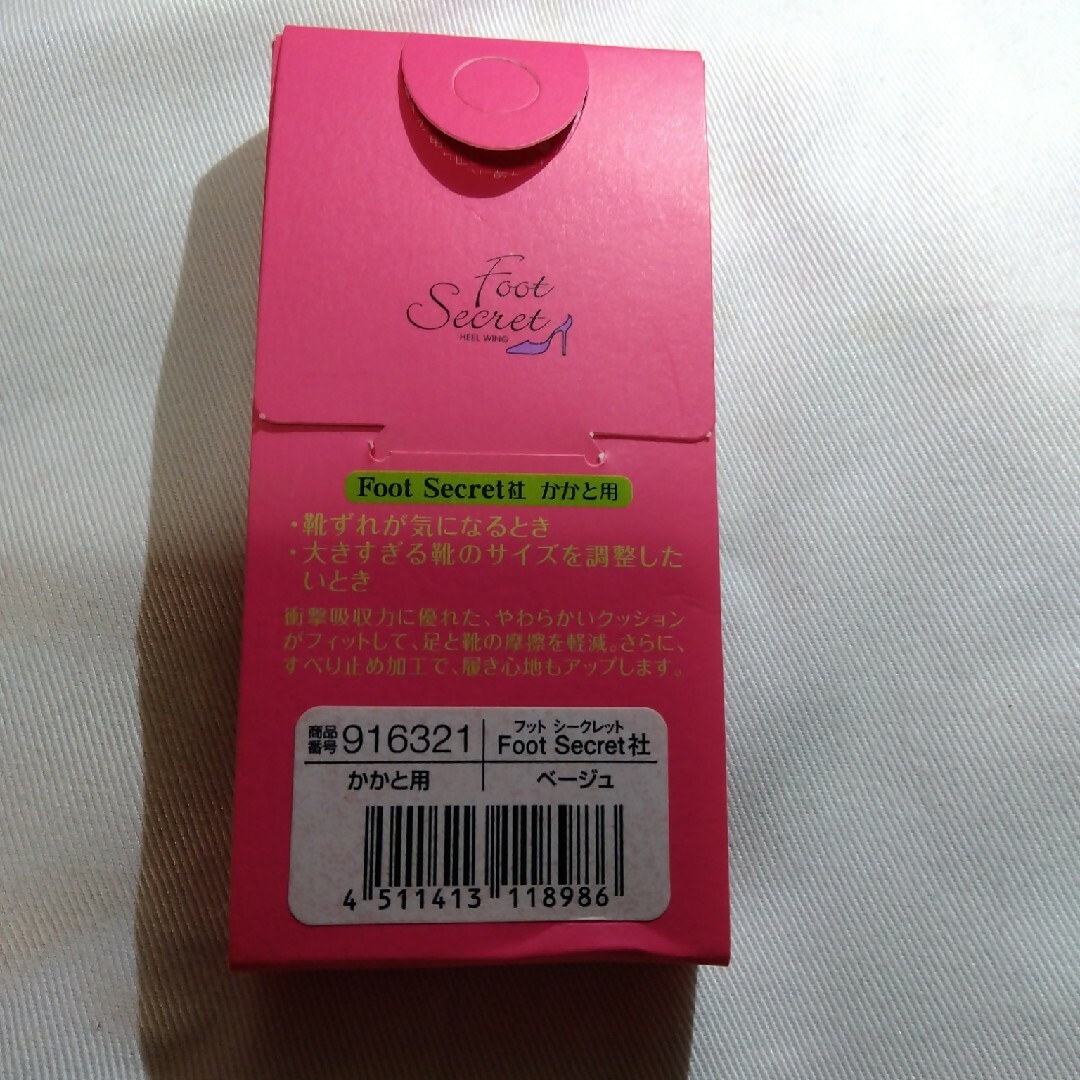 Foot
Secret
HEEL WING
Foot Secret社 かかと用
・靴ずれが気になるとき
・大きすぎる靴のサイズを調整した
いとき
衝撃吸収力に優れた、やわらかいクッション
がフィットして、足と靴の摩擦を軽減。さらに、
すべり止め加工で、履き心地もアップします。
商品番号 916321
フット シークレット
Foot Secret社
かかと用 ベージュ
4 511413 118986